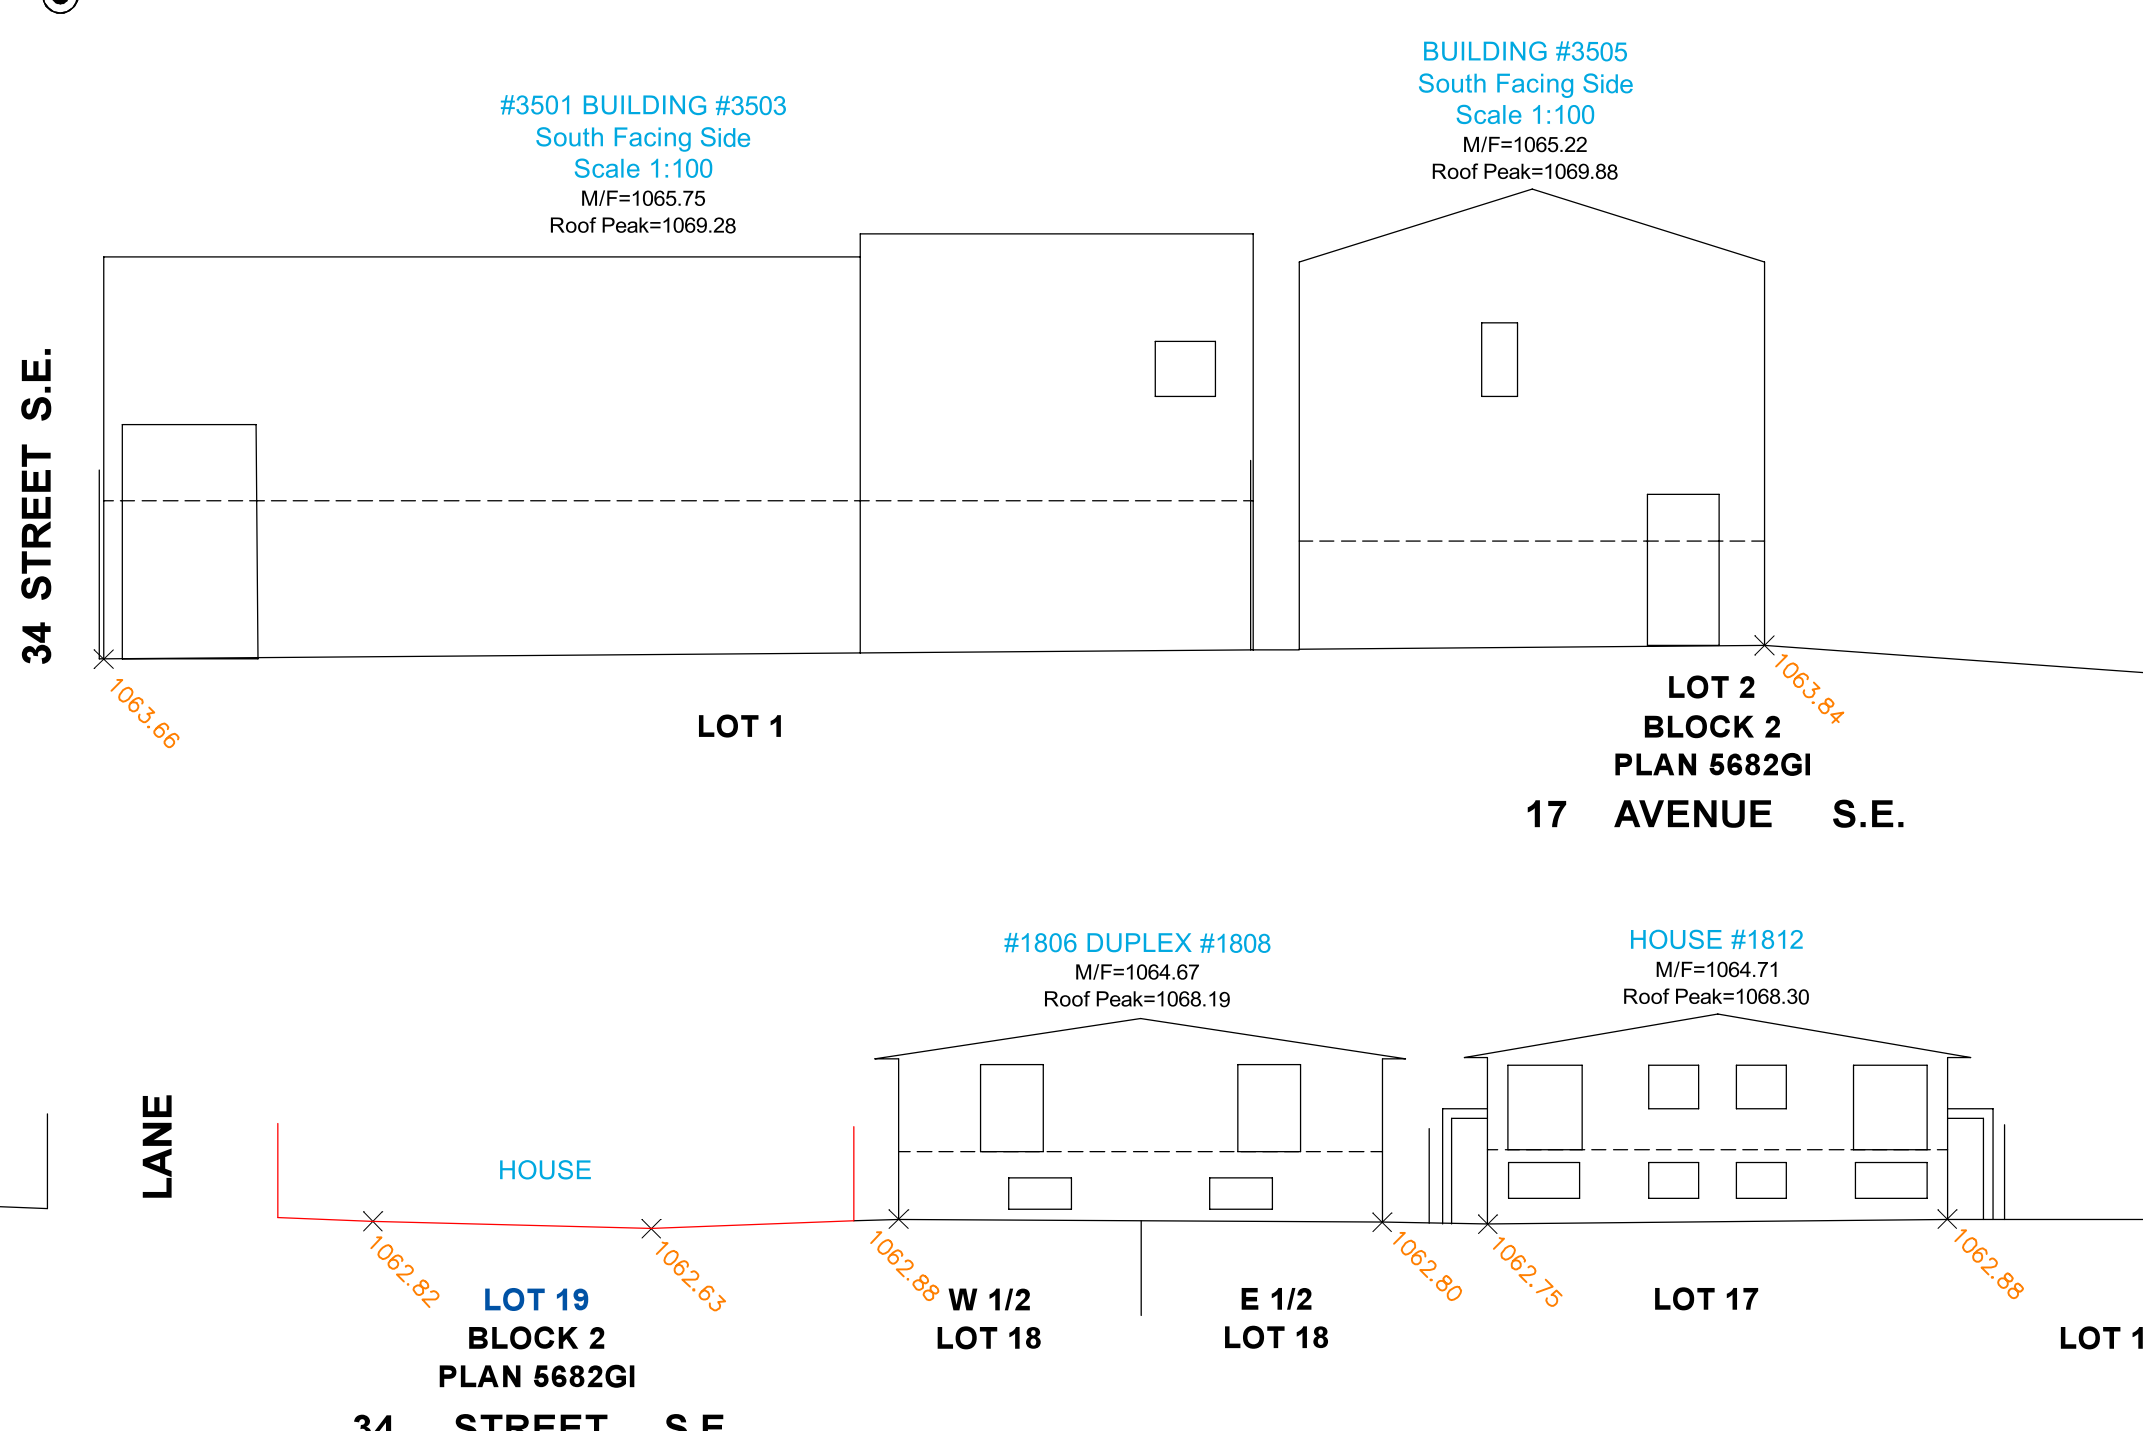 BUILDING #3505
South Facing Side
Scale 1:100
M/F=1065.22
Roof Peak=1069.88
#3501 BUILDING #3503
South Facing Side
Scale 1:100
M/F=1065.75
Roof Peak=1069.28
34 STREET S.E.
1063.66
LOT 1
1063.84
LOT 2
BLOCK 2
PLAN 5682GI
17 AVENUE S.E.
#1806 DUPLEX #1808
M/F=1064.67
Roof Peak=1068.19
HOUSE #1812
M/F=1064.71
Roof Peak=1068.30
LANE
HOUSE
1062.82
1062.63
1062.88
1062.80
1062.75
1062.88
LOT 19
BLOCK 2
PLAN 5682GI
W 1/2
LOT 18
E 1/2
LOT 18
LOT 17
LOT 1
34 STREET S.E